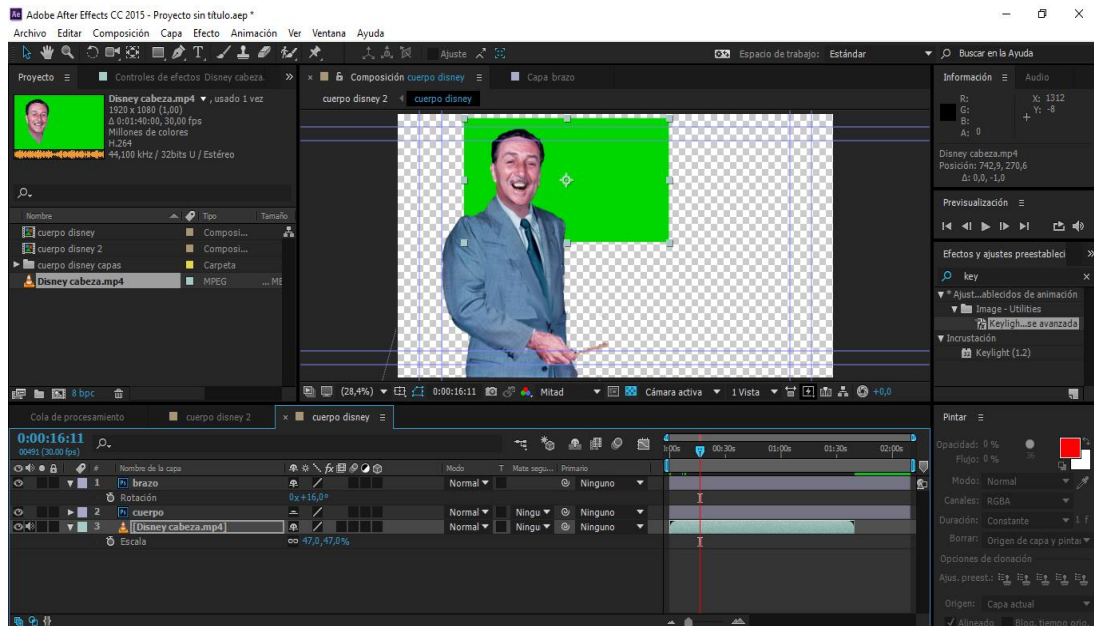 Ae Adobe After Effects CC 2015 - Proyecto sin título.aep *
Archivo Editar Composición Capa Efecto Animación Ver Ventana Ayuda
Ajuste Espacio de trabajo: Estándar Buscar en la Ayuda
Proyecto Controles de efectos Disney cabeza. Composición cuerpo disney Capa brazo Información Audio
cuerpo disney 2 cuerpo disney
Disney cabeza.mp4 , usado 1 vez
1920 x 1080 (1,00)
Δ 0:01:40:00, 30,00 fps
Millones de colores
H.264
44,100 kHz / 32bits U / Estéreo
R: X: 1312
G: Y: -8
B:
A: 0
Disney cabeza.mp4
Posición: 742,9, 270,6
Δ: 0,0, -1,0
Previsualización
Nombre Tipo Tamaño
cuerpo disney Composi...
cuerpo disney 2 Composi...
cuerpo disney capas Carpeta
Disney cabeza.mp4 MPEG ... ME
Efectos y ajustes preestableci
key
* Ajust...ablecidos de animación
Image - Utilities
Keyligh...se avanzada
Incrustación
Keylight (1.2)
8 bpc
(28,4%) 0:00:16:11 Mitad Cámara activa 1 Vista +0,0
Cola de procesamiento cuerpo disney 2 cuerpo disney
0:00:16:11
00491 (30.00 fps)
00s 00:30s 01:00s 01:30s 02:00s
# Nombre de la capa Modo T Mate segu... Primario
1 brazo Normal Ninguno
Rotación 0x+16,0°
2 cuerpo Normal Ningu Ninguno
3 [Disney cabeza.mp4] Normal Ningu Ninguno
Escala 47,0,47,0%
Pintar
Opacidad: 0 %
Flujo: 0 %
Modo: Normal
Canales: RGBA
Duración: Constante 1 f
Borrar: Origen de capa y pintar
Opciones de clonación
Ajus. preest.:
Origen: Capa actual
Alineado Bloq. tiempo orig.